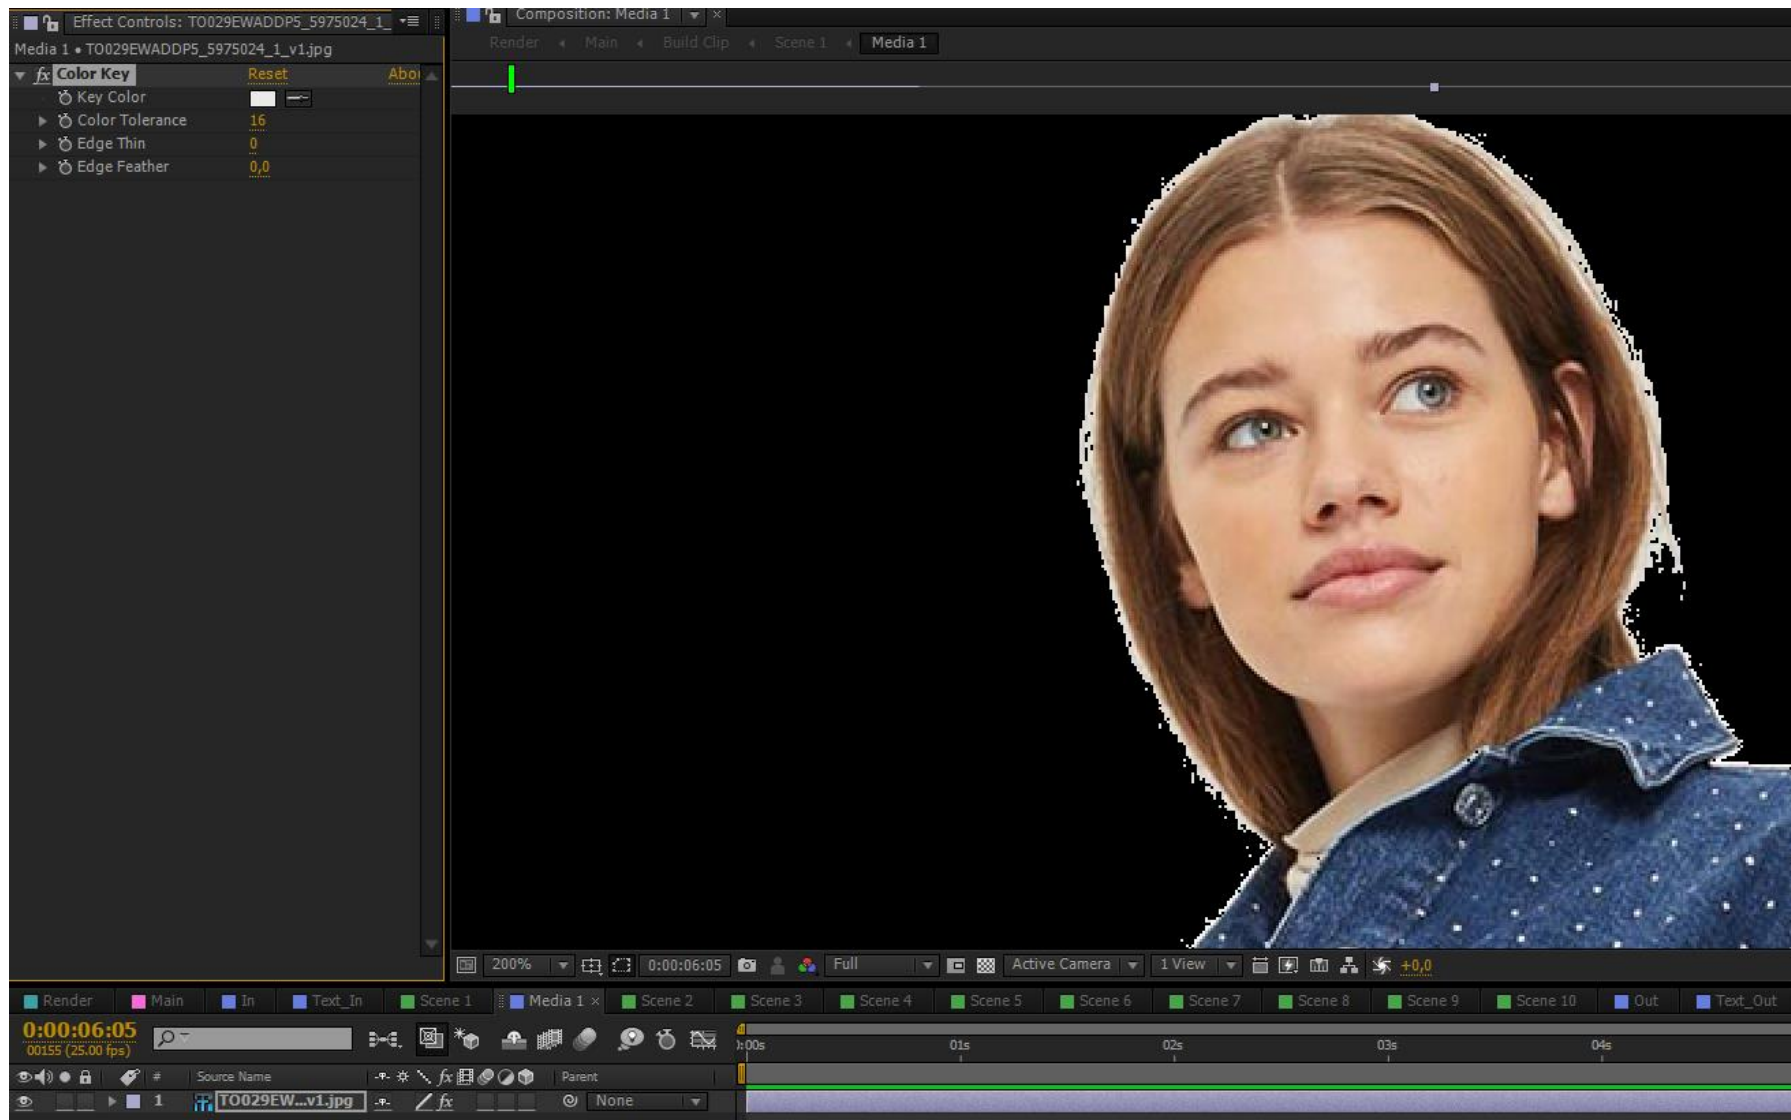 Effect Controls: TO029EWADDP5_5975024_1_
Composition: Media 1
Media 1 • TO029EWADDP5_5975024_1_v1.jpg
Render Main Build Clip Scene 1 Media 1
fx Color Key Reset Abou
Key Color
Color Tolerance 16
Edge Thin 0
Edge Feather 0,0
200% 0:00:06:05 Full Active Camera 1 View +0,0
Render Main In Text_In Scene 1 Media 1 Scene 2 Scene 3 Scene 4 Scene 5 Scene 6 Scene 7 Scene 8 Scene 9 Scene 10 Out Text_Out
0:00:06:05
00155 (25.00 fps)
):00s 01s 02s 03s 04s
# Source Name fx Parent
1 TO029EW...v1.jpg fx None